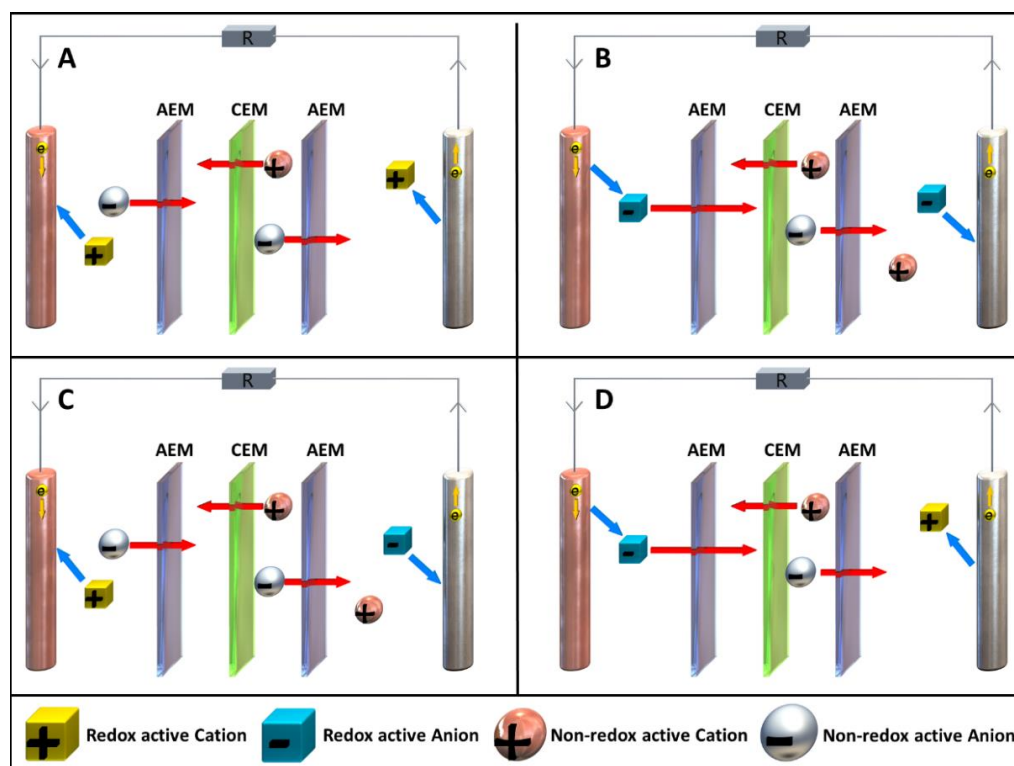 R
A
AEM CEM AEM
e
e
+
-
+
-
+
R
B
AEM CEM AEM
e
e
+
-
-
-
+
R
C
AEM CEM AEM
e
e
+
-
-
+
-
+
R
D
AEM CEM AEM
e
e
+
+
-
-
+ Redox active Cation - Redox active Anion + Non-redox active Cation - Non-redox active Anion